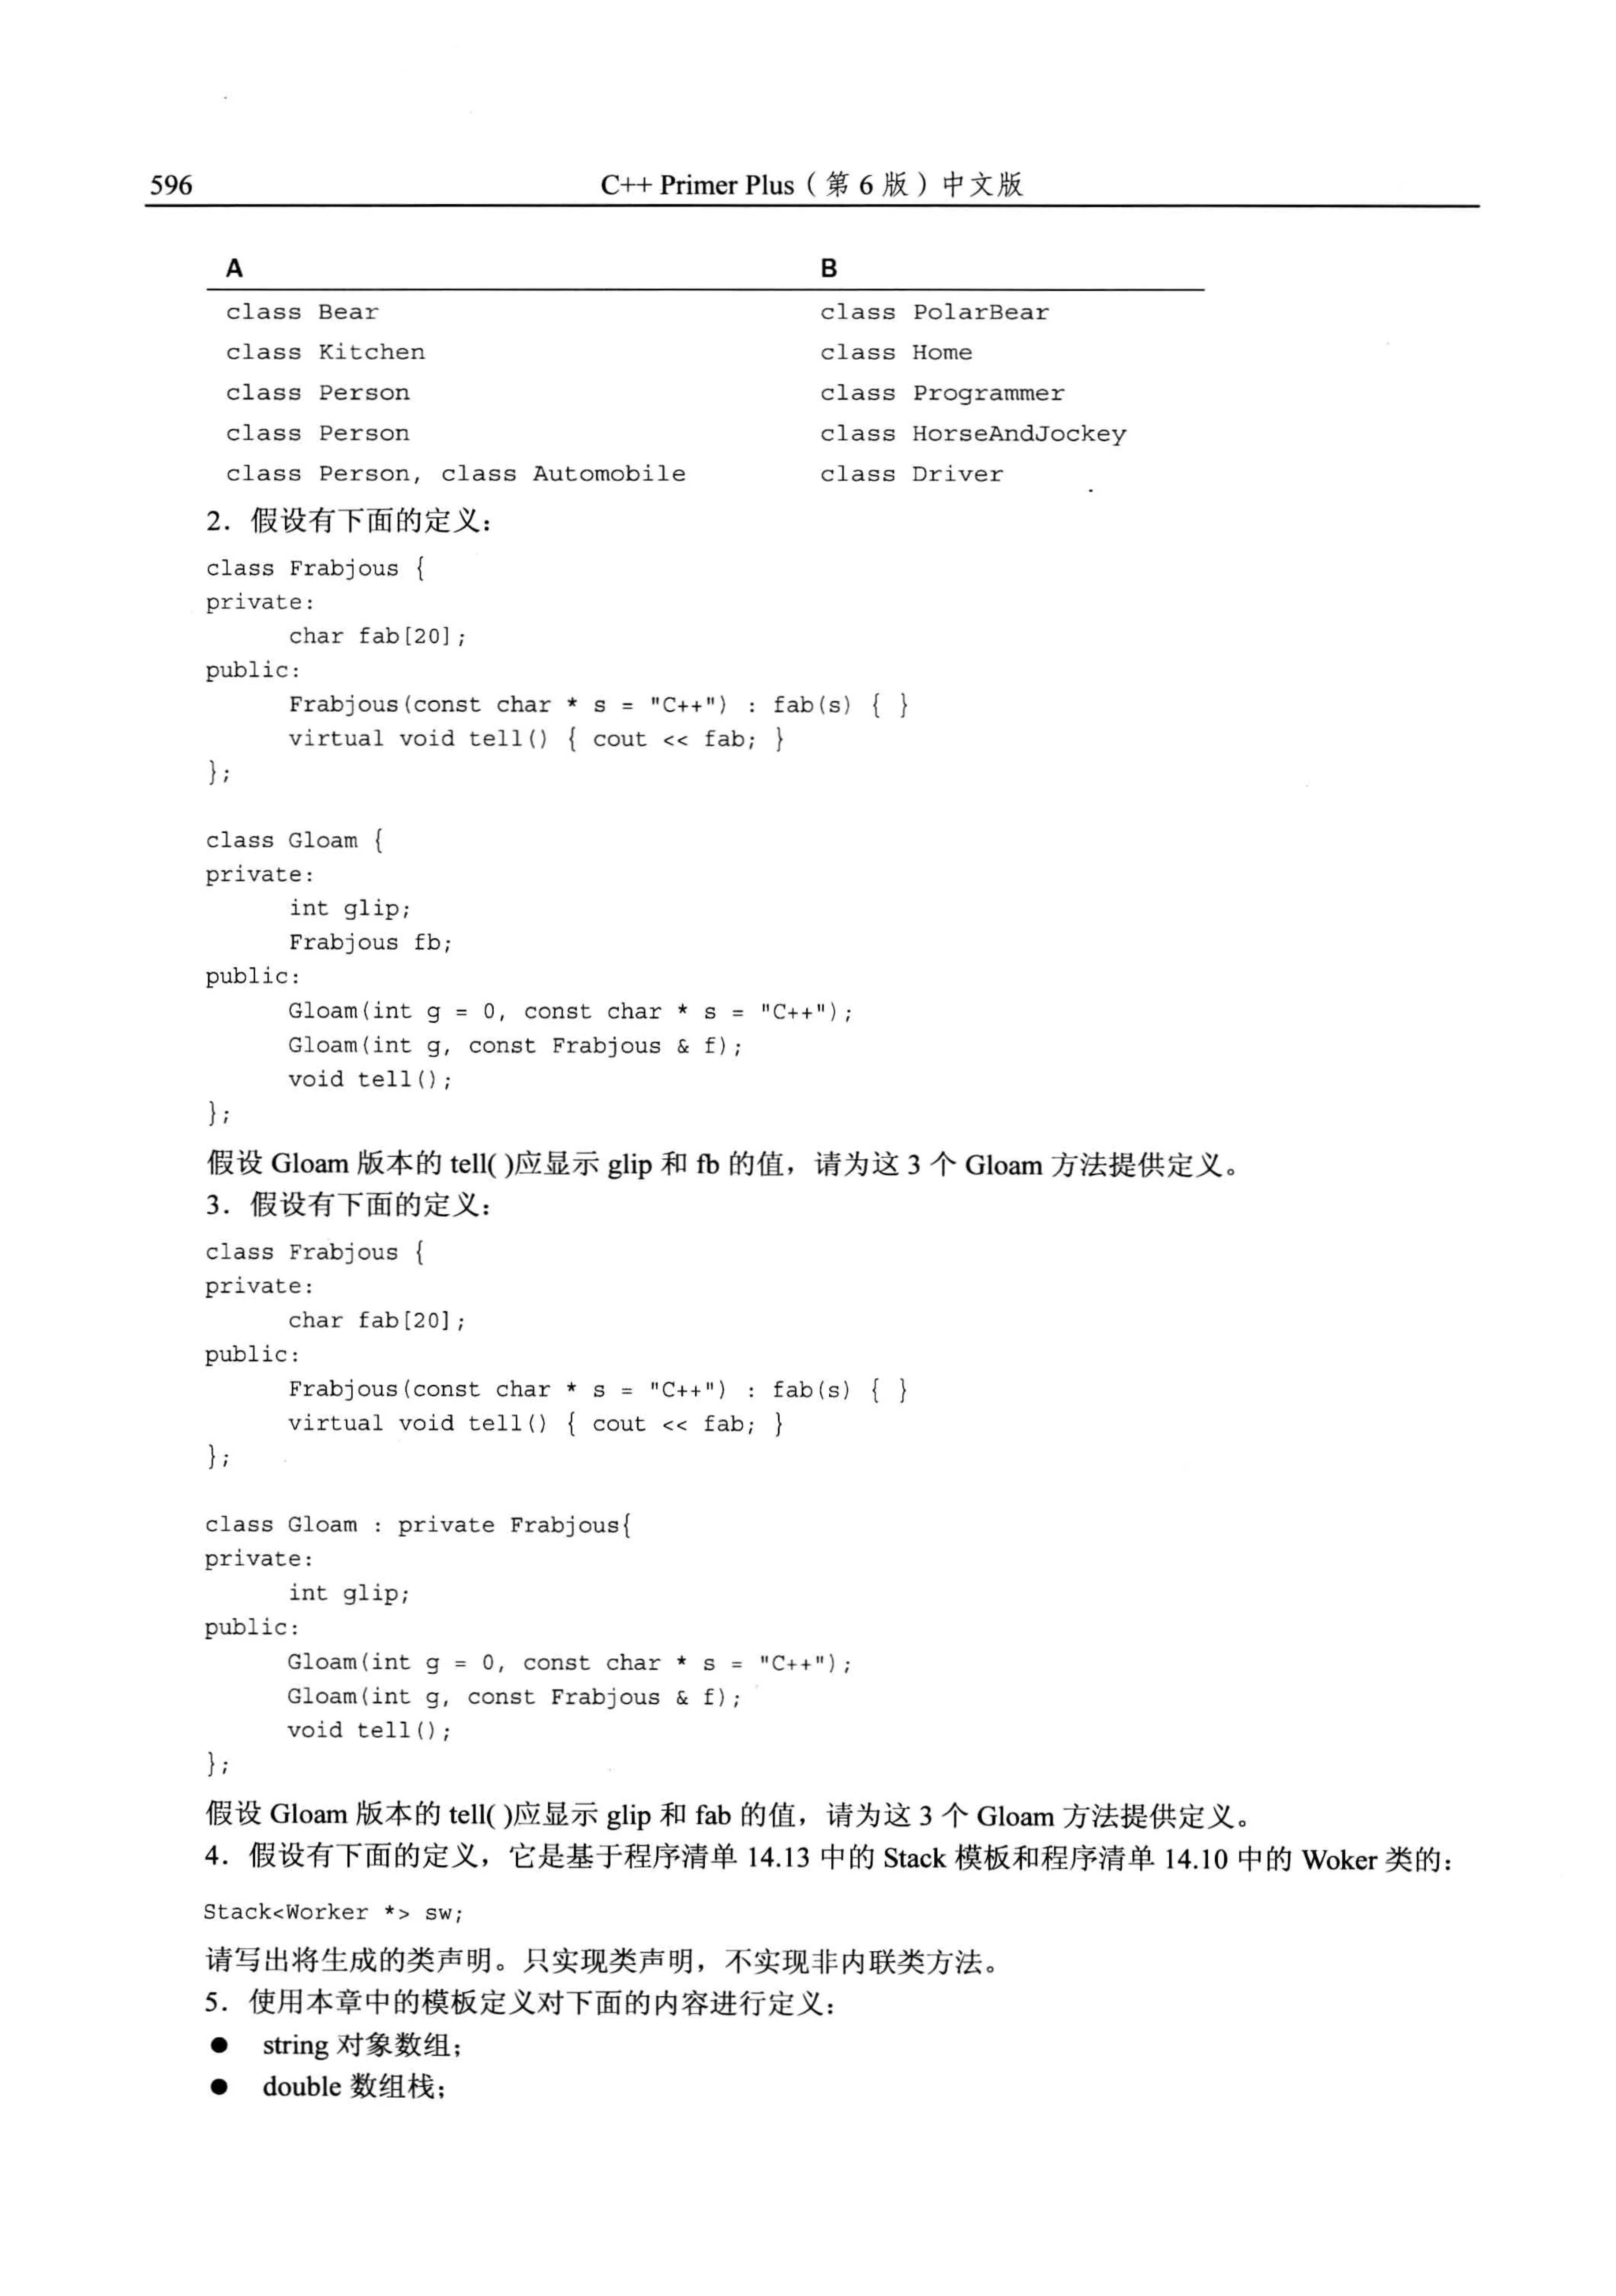 596
C++ Primer Plus（第 6 版）中文版
A B
class Bear class PolarBear
class Kitchen class Home
class Person class Programmer
class Person class HorseAndJockey
class Person, class Automobile class Driver
2．假设有下面的定义：
class Frabjous {
private:
char fab[20];
public:
Frabjous(const char * s = "C++") : fab(s) { }
virtual void tell() { cout << fab; }
};
class Gloam {
private:
int glip;
Frabjous fb;
public:
Gloam(int g = 0, const char * s = "C++");
Gloam(int g, const Frabjous & f);
void tell();
};
假设 Gloam 版本的 tell( )应显示 glip 和 fb 的值，请为这 3 个 Gloam 方法提供定义。
3．假设有下面的定义：
class Frabjous {
private:
char fab[20];
public:
Frabjous(const char * s = "C++") : fab(s) { }
virtual void tell() { cout << fab; }
};
class Gloam : private Frabjous{
private:
int glip;
public:
Gloam(int g = 0, const char * s = "C++");
Gloam(int g, const Frabjous & f);
void tell();
};
假设 Gloam 版本的 tell( )应显示 glip 和 fab 的值，请为这 3 个 Gloam 方法提供定义。
4．假设有下面的定义，它是基于程序清单 14.13 中的 Stack 模板和程序清单 14.10 中的 Woker 类的：
Stack<Worker *> sw;
请写出将生成的类声明。只实现类声明，不实现非内联类方法。
5．使用本章中的模板定义对下面的内容进行定义：
● string 对象数组；
● double 数组栈；